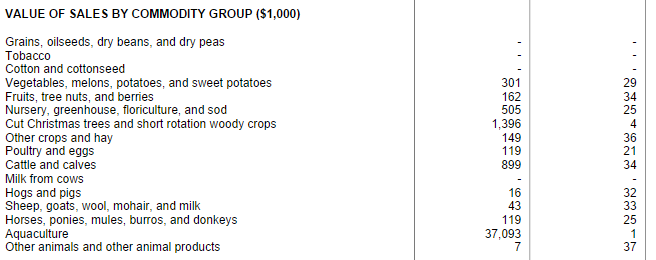 VALUE OF SALES BY COMMODITY GROUP ($1,000)
Grains, oilseeds, dry beans, and dry peas - -
Tobacco - -
Cotton and cottonseed - -
Vegetables, melons, potatoes, and sweet potatoes 301 29
Fruits, tree nuts, and berries 162 34
Nursery, greenhouse, floriculture, and sod 505 25
Cut Christmas trees and short rotation woody crops 1,396 4
Other crops and hay 149 36
Poultry and eggs 119 21
Cattle and calves 899 34
Milk from cows - -
Hogs and pigs 16 32
Sheep, goats, wool, mohair, and milk 43 33
Horses, ponies, mules, burros, and donkeys 119 25
Aquaculture 37,093 1
Other animals and other animal products 7 37